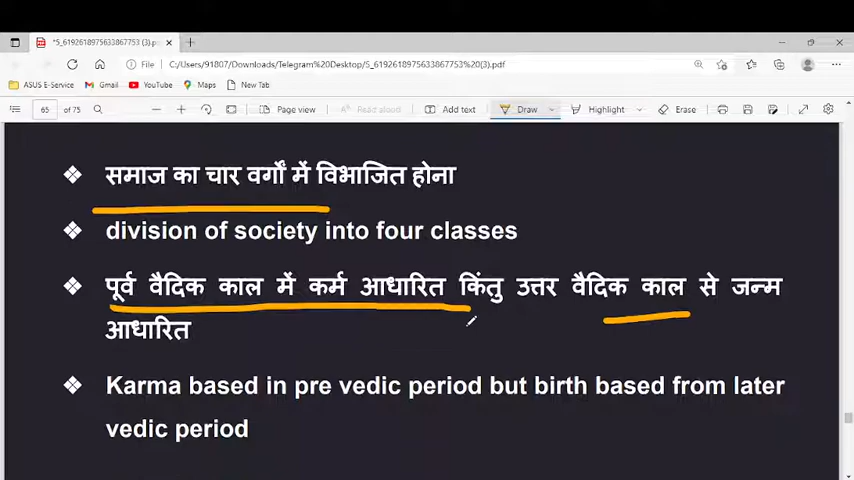 *5_6192618975633867753 (3).p
File
C:/Users/91807/Downloads/Telegram%20Desktop/5_6192618975633867753%20(3).pdf
ASUS E-Service
Gmail
YouTube
Maps
New Tab
65
of 75
Page view
Read aloud
Add text
Draw
Highlight
Erase
❖ समाज का चार वर्गों में विभाजित होना
❖ division of society into four classes
❖ पूर्व वैदिक काल में कर्म आधारित किंतु उत्तर वैदिक काल से जन्म
आधारित
❖ Karma based in pre vedic period but birth based from later
vedic period